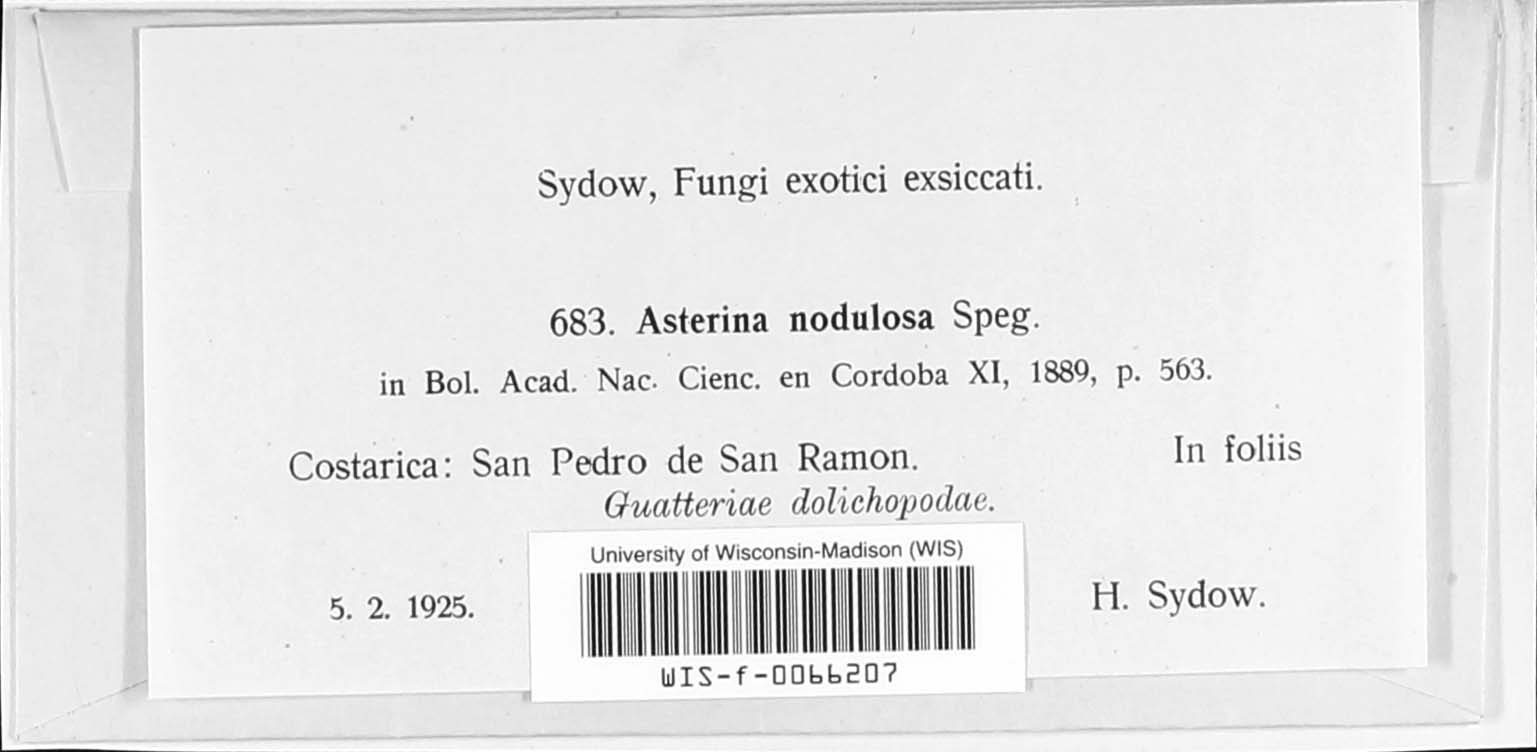 Sydow, Fungi exotici exsiccati.
683. Asterina nodulosa Speg.
in Bol. Acad. Nac. Cienc. en Cordoba XI, 1889, p. 563.
Costarica: San Pedro de San Ramon. In foliis
Guatteriae dolichopodae.
University of Wisconsin-Madison (WIS)
5. 2. 1925. H. Sydow.
WIS-f-0066207